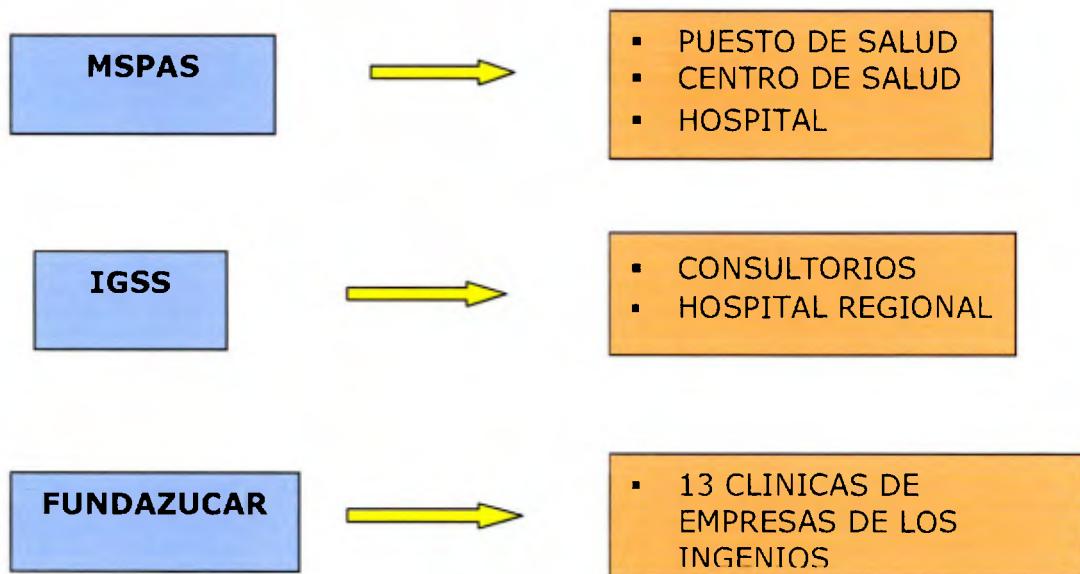 MSPAS
▪ PUESTO DE SALUD
▪ CENTRO DE SALUD
▪ HOSPITAL
IGSS
▪ CONSULTORIOS
▪ HOSPITAL REGIONAL
FUNDAZUCAR
▪ 13 CLINICAS DE
EMPRESAS DE LOS
INGENIOS